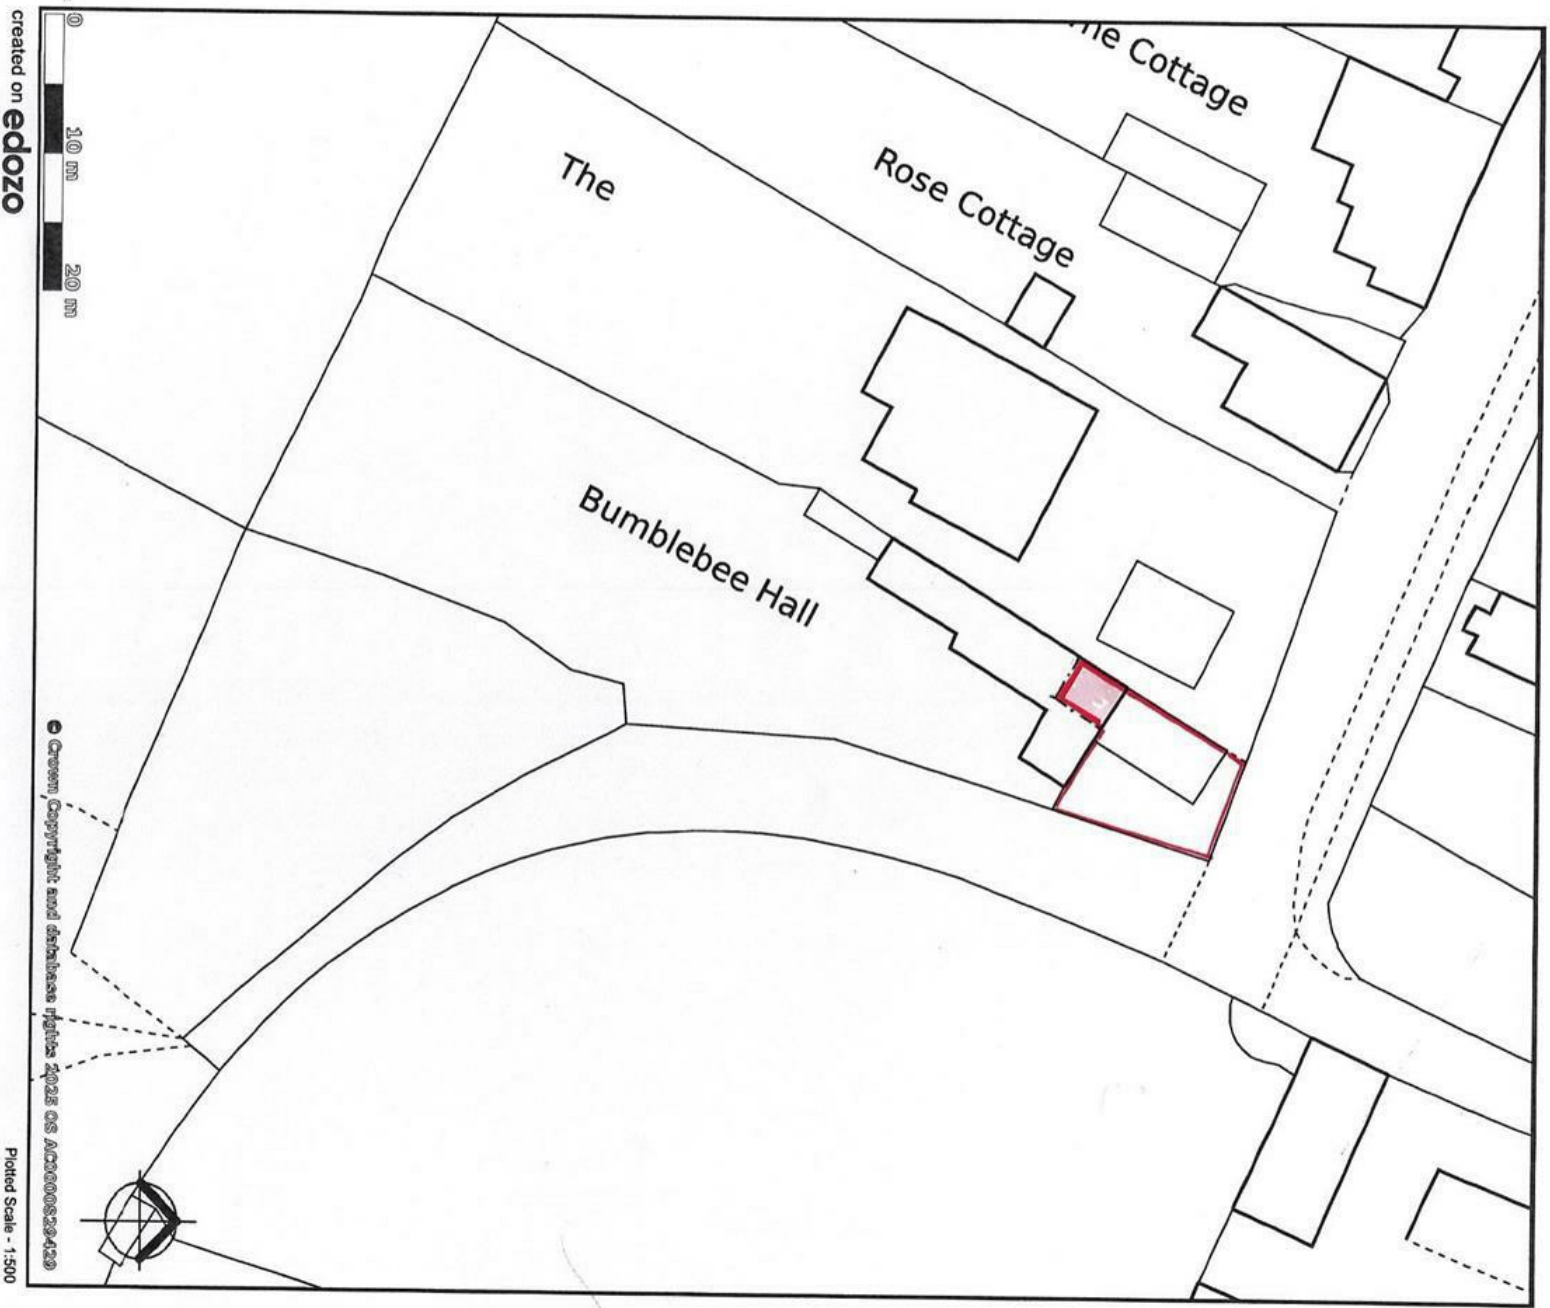 Cottage
Rose Cottage
The
Bumblebee Hall
0
10 m
20 m
created on edozo
© Crown Copyright and database rights 2025 OS AC0000829429
Plotted Scale - 1:500